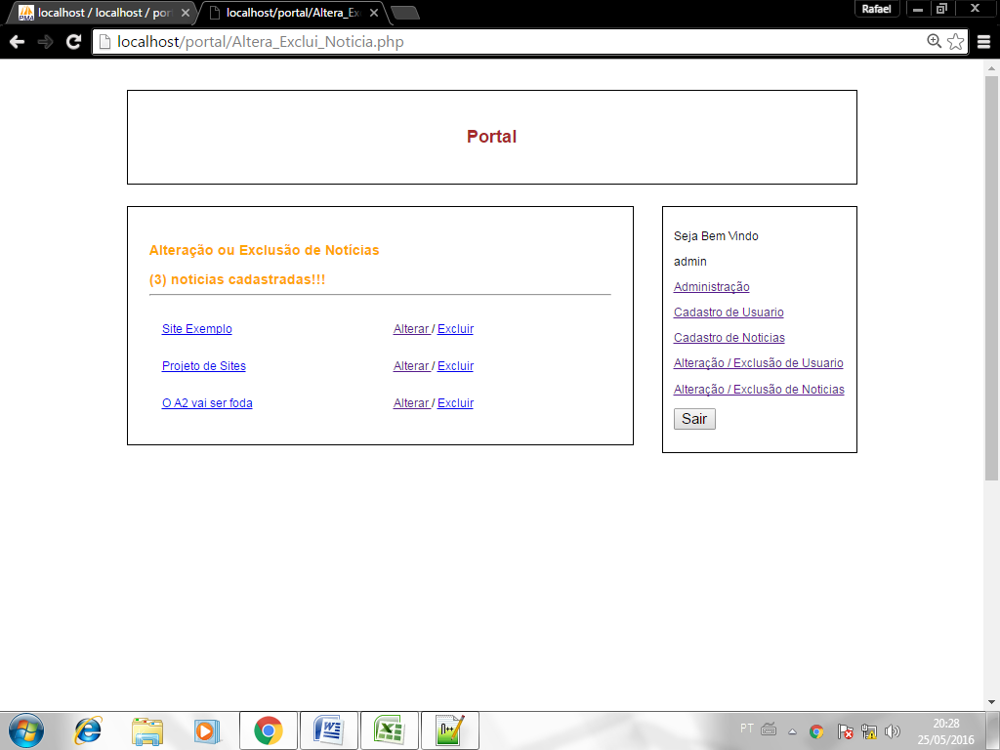 localhost / localhost / por
localhost/portal/Altera_Ex
Rafael
localhost/portal/Altera_Exclui_Noticia.php
Portal
Alteração ou Exclusão de Notícias
(3) noticias cadastradas!!!
Site Exemplo Alterar / Excluir
Projeto de Sites Alterar / Excluir
O A2 vai ser foda Alterar / Excluir
Seja Bem Vindo
admin
Administração
Cadastro de Usuario
Cadastro de Noticias
Alteração / Exclusão de Usuario
Alteração / Exclusão de Noticias
Sair
PT
20:28
25/05/2016